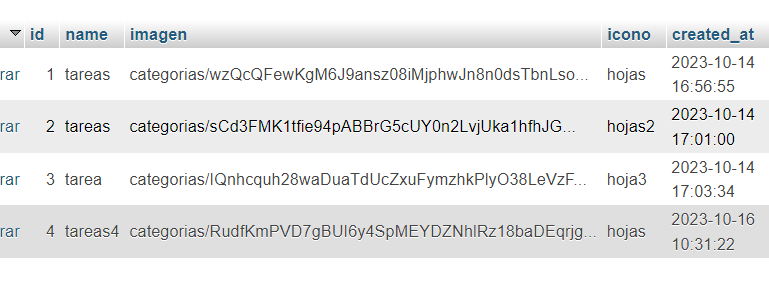 id name imagen icono created_at
rar 1 tareas categorias/wzQcQFewKgM6J9ansz08iMjphwJn8n0dsTbnLso... hojas 2023-10-14
16:56:55
rar 2 tareas categorias/sCd3FMK1tfie94pABBrG5cUY0n2LvjUka1hfhJG... hojas2 2023-10-14
17:01:00
rar 3 tarea categorias/IQnhcquh28waDuaTdUcZxuFymzhkPlyO38LeVzF... hoja3 2023-10-14
17:03:34
rar 4 tareas4 categorias/RudfKmPVD7gBUl6y4SpMEYDZNhlRz18baDEqrjg... hojas 2023-10-16
10:31:22